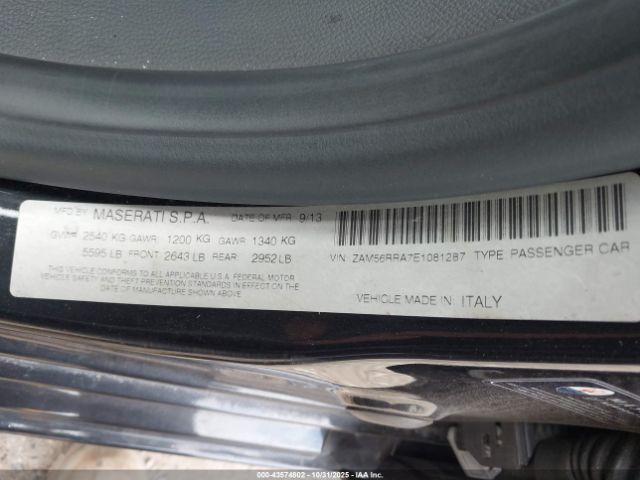 MFD BY MASERATI S.P.A. DATE OF MFR 9/13
GVWR 2540 KG GAWR 1200 KG GAWR 1340 KG
5595 LB FRONT 2643 LB REAR 2952 LB
THIS VEHICLE CONFORMS TO ALL APPLICABLE U.S.A. FEDERAL MOTOR
VEHICLE SAFETY AND THEFT PREVENTION STANDARDS IN EFFECT ON THE
DATE OF MANUFACTURE SHOWN ABOVE
VIN: ZAM56RRA7E1081287 TYPE: PASSENGER CAR
VEHICLE MADE IN: ITALY
000-43574802 - 10/31/2025 - © IAA, Inc.